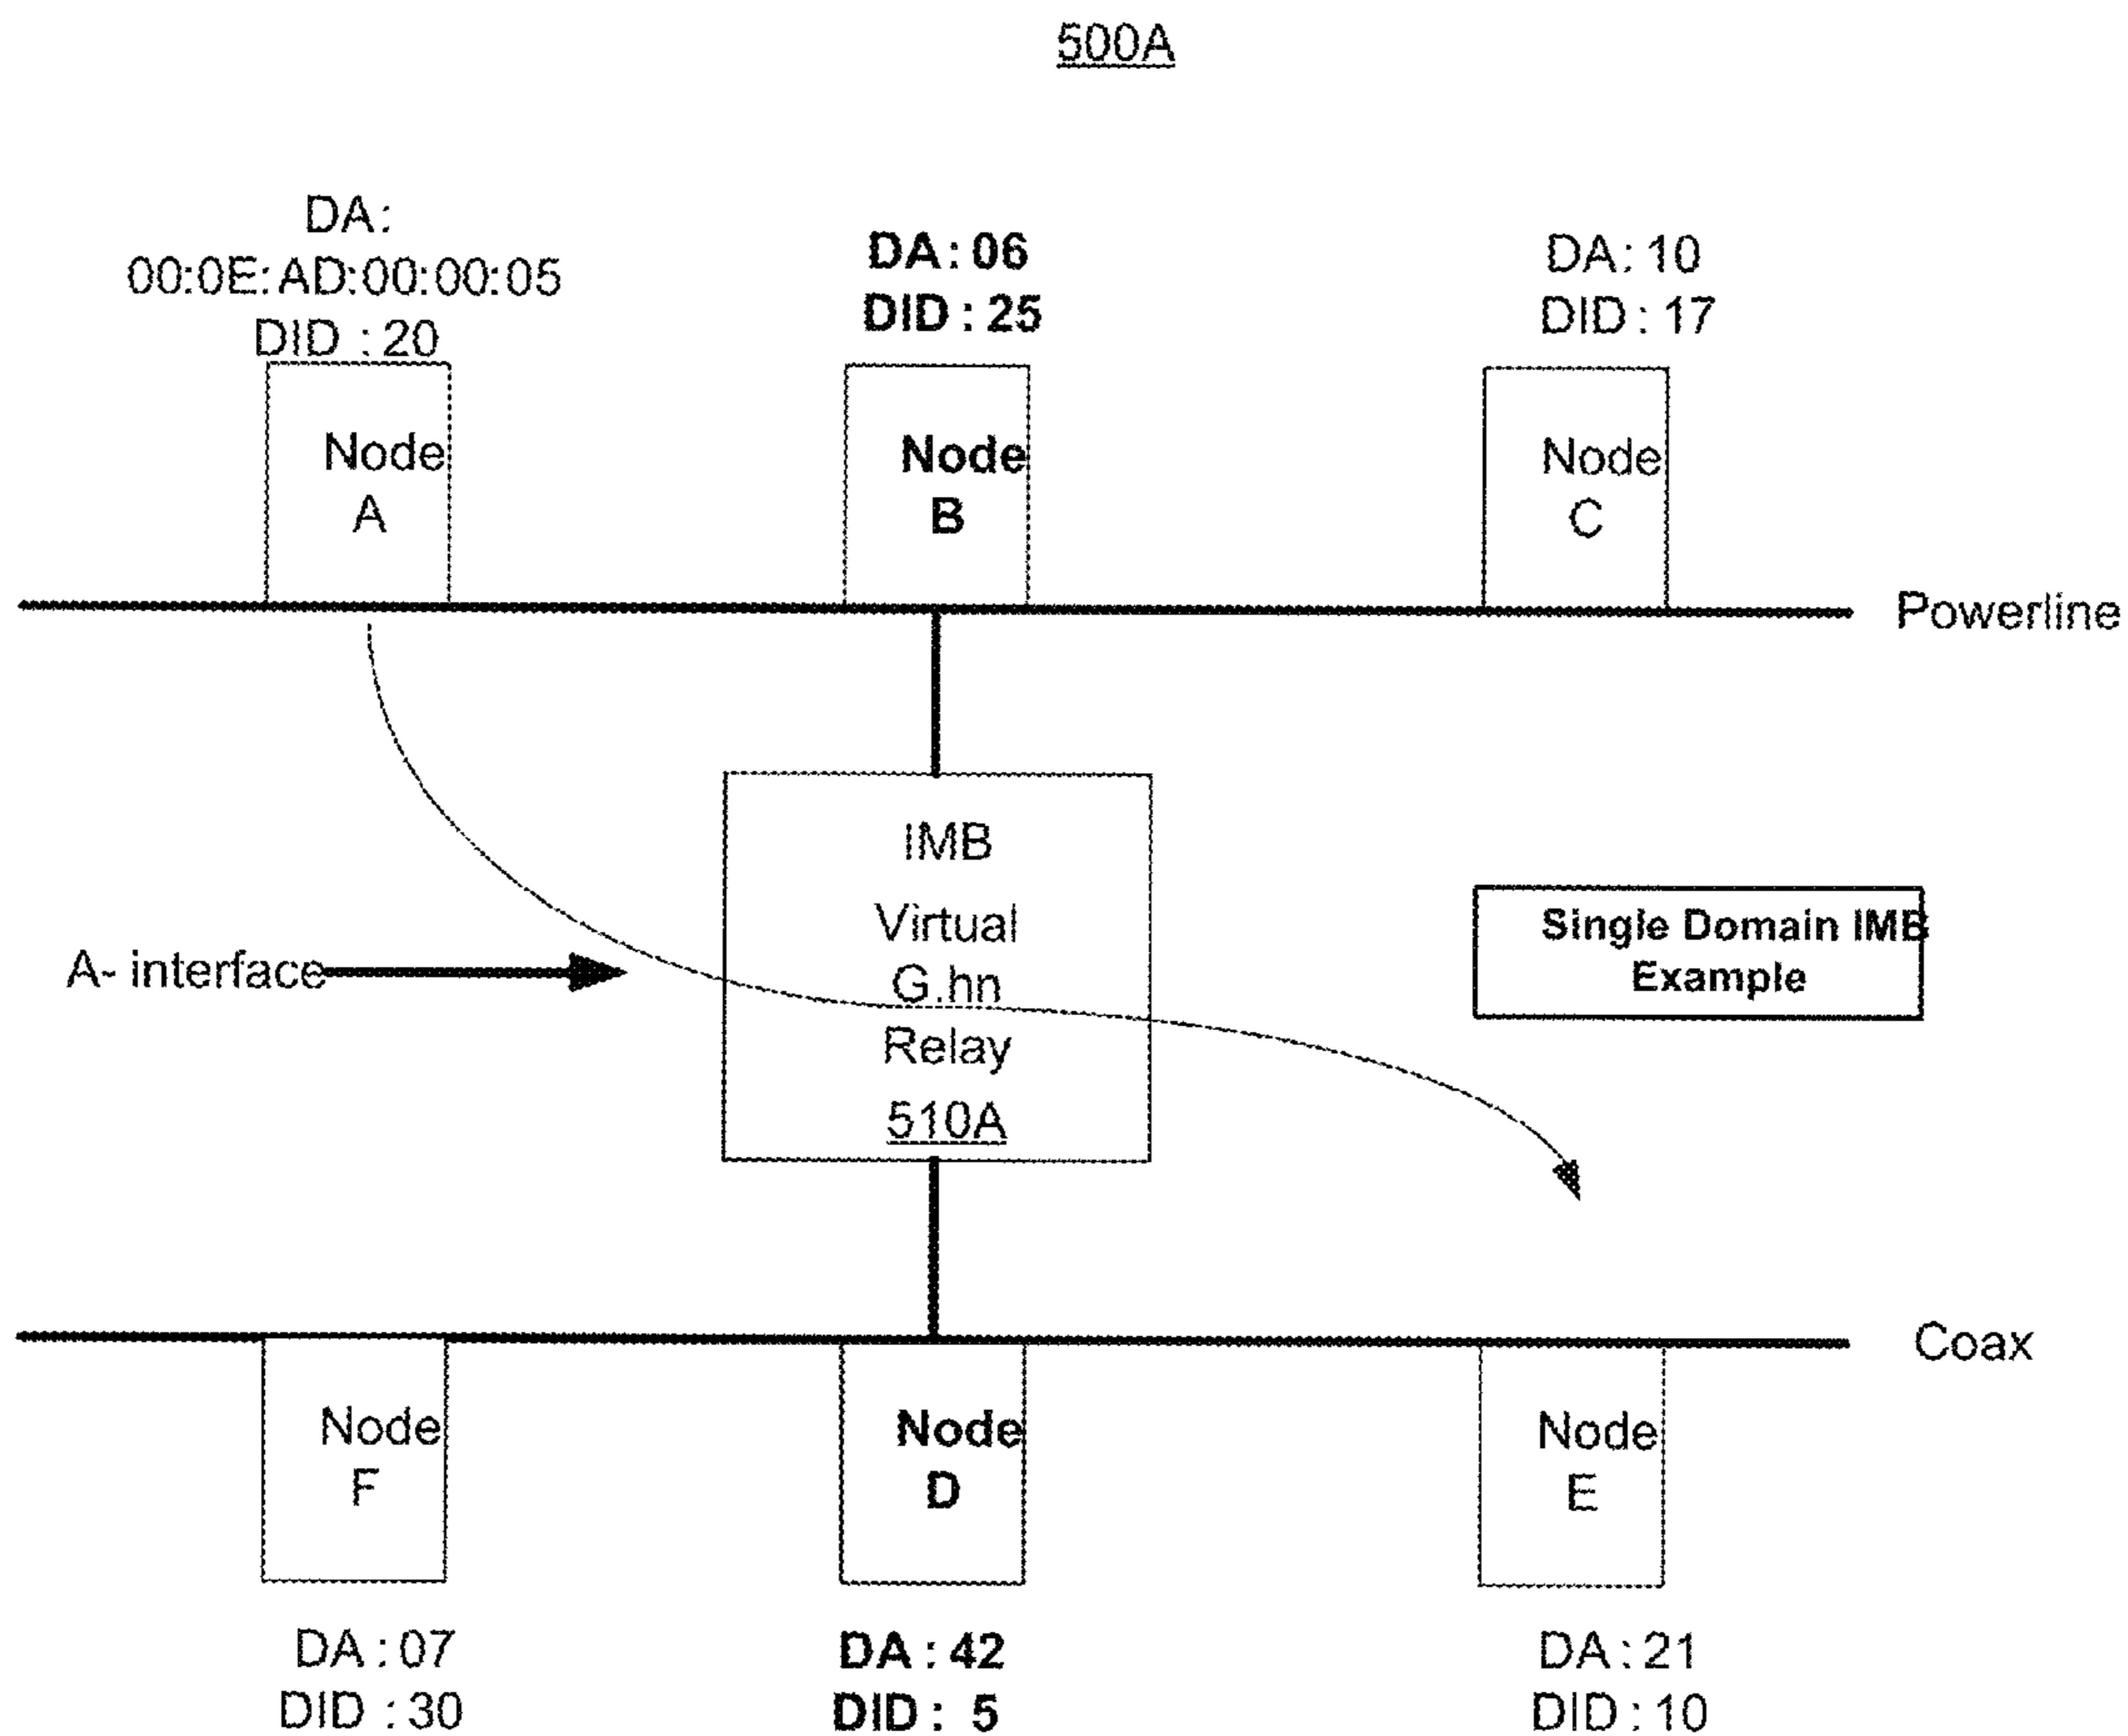 500A
DA:
00:0E:AD:00:00:05
DID : 20
DA: 06
DID : 25
DA: 10
DID : 17
Node
A
Node
B
Node
C
Powerline
IMB
Virtual
G.hn
Relay
510A
A- interface
Single Domain IMB
Example
Coax
Node
F
Node
D
Node
E
DA : 07
DID : 30
DA : 42
DID : 5
DA : 21
DID : 10